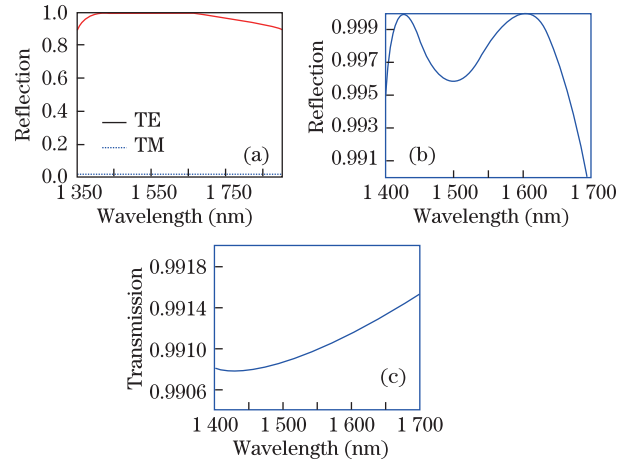 1.0
0.8
0.6
0.4
0.2
0.0
Reflection
TE
TM
(a)
1 350 1 550 1 750
Wavelength (nm)
0.999
0.997
0.995
0.993
0.991
Reflection
(b)
1 400 1 500 1 600 1 700
Wavelength (nm)
0.9918
0.9914
0.9910
0.9906
Transmission
(c)
1 400 1 500 1 600 1 700
Wavelength (nm)